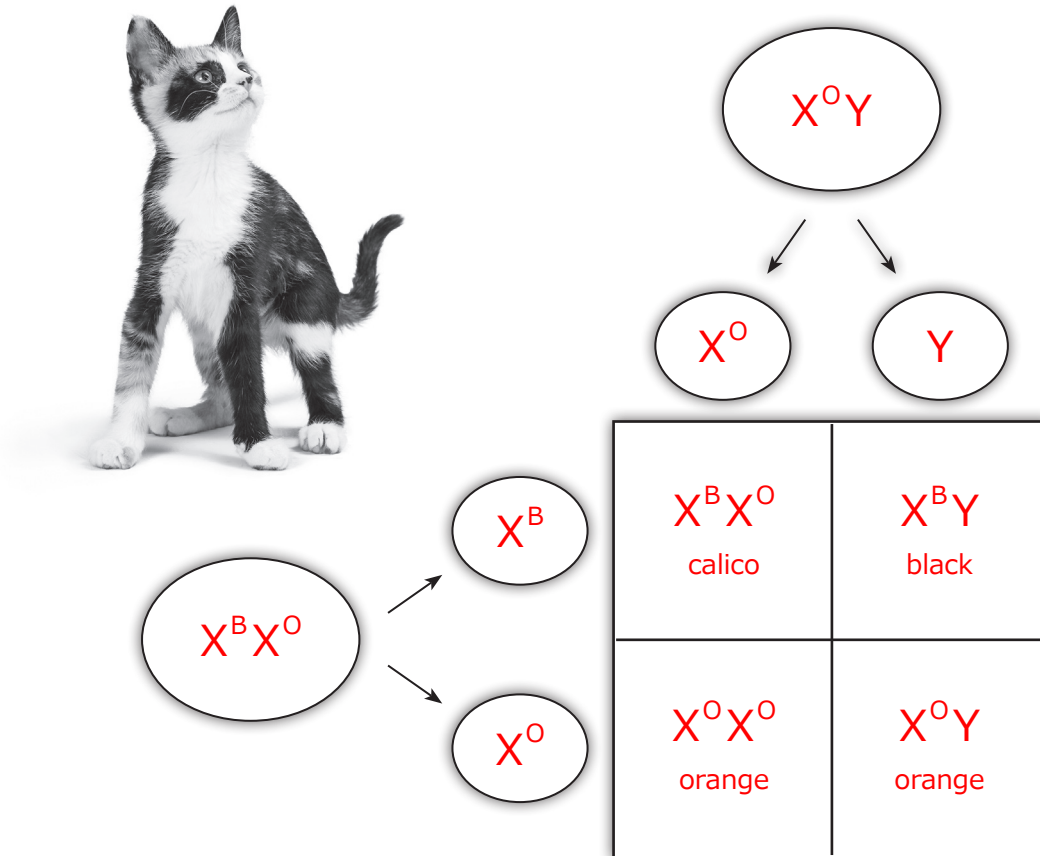 XᴼY
Xᴼ
Y
Xᴮ
XᴮXᴼ
calico
XᴮY
black
XᴮXᴼ
Xᴼ
XᴼXᴼ
orange
XᴼY
orange